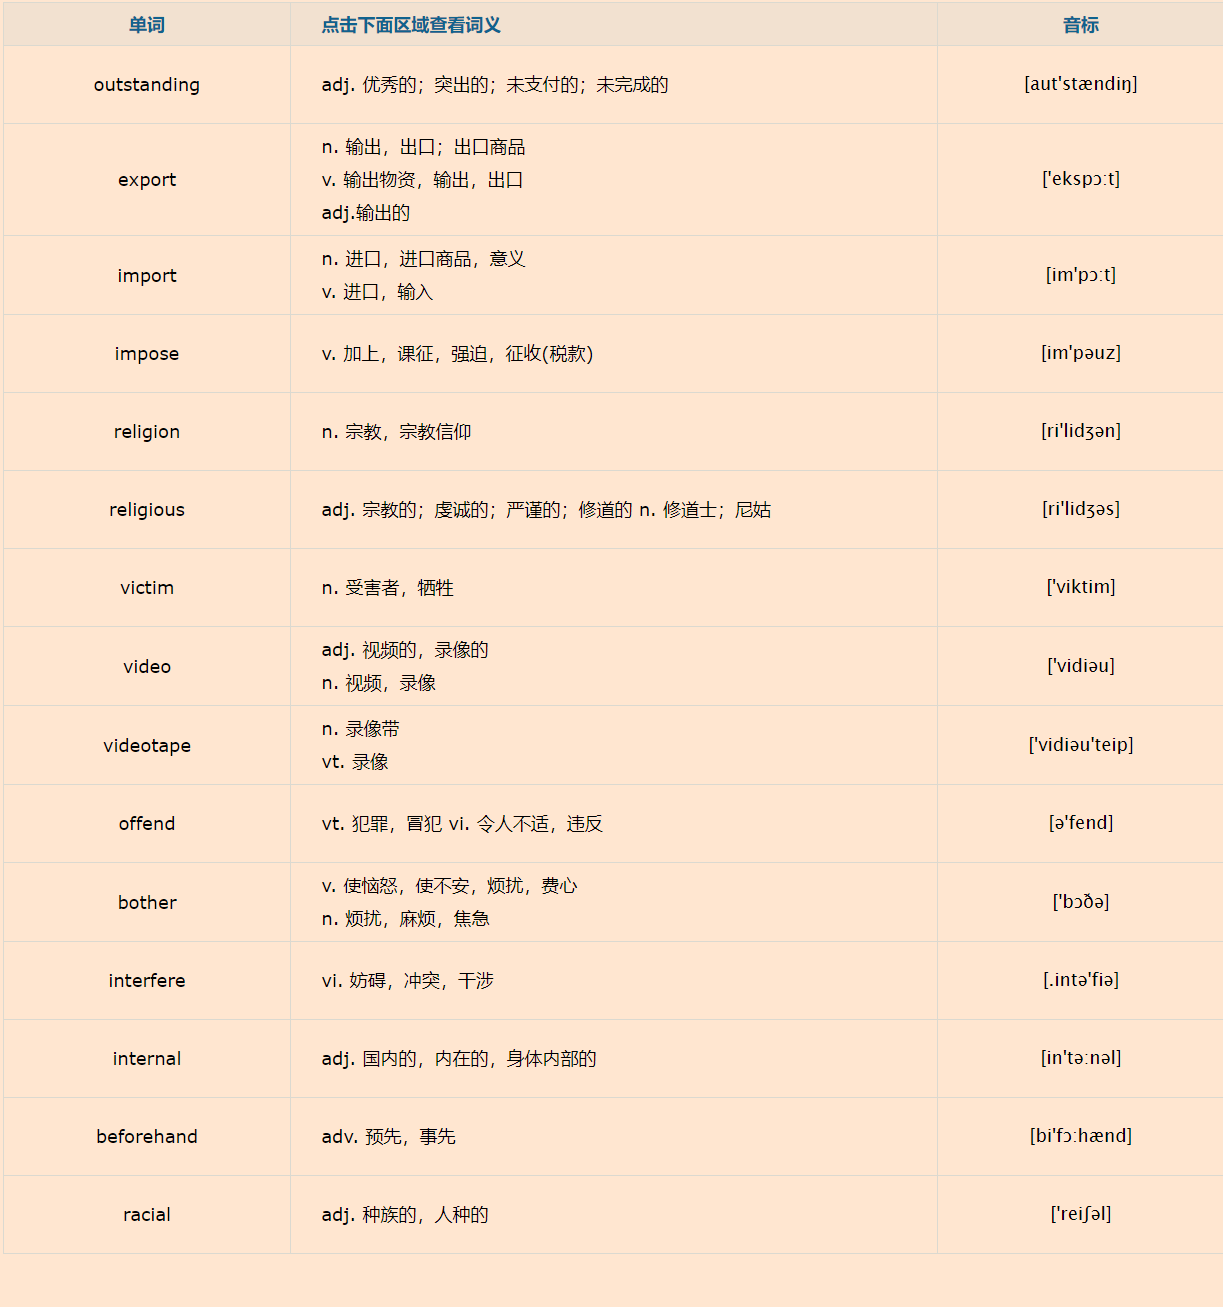 单词 点击下面区域查看词义 音标
outstanding adj. 优秀的；突出的；未支付的；未完成的 [aut'stændiŋ]
n. 输出，出口；出口商品
export v. 输出物资，输出，出口 ['ekspɔ:t]
adj.输出的
n. 进口，进口商品，意义
import [im'pɔ:t]
v. 进口，输入
impose v. 加上，课征，强迫，征收(税款) [im'pəuz]
religion n. 宗教，宗教信仰 [ri'lidʒən]
religious adj. 宗教的；虔诚的；严谨的；修道的 n. 修道士；尼姑 [ri'lidʒəs]
victim n. 受害者，牺牲 ['viktim]
adj. 视频的，录像的
video ['vidiəu]
n. 视频，录像
n. 录像带
videotape ['vidiəu'teip]
vt. 录像
offend vt. 犯罪，冒犯 vi. 令人不适，违反 [ə'fend]
v. 使恼怒，使不安，烦扰，费心
bother ['bɔðə]
n. 烦扰，麻烦，焦急
interfere vi. 妨碍，冲突，干涉 [.intə'fiə]
internal adj. 国内的，内在的，身体内部的 [in'tə:nəl]
beforehand adv. 预先，事先 [bi'fɔ:hænd]
racial adj. 种族的，人种的 ['reiʃəl]